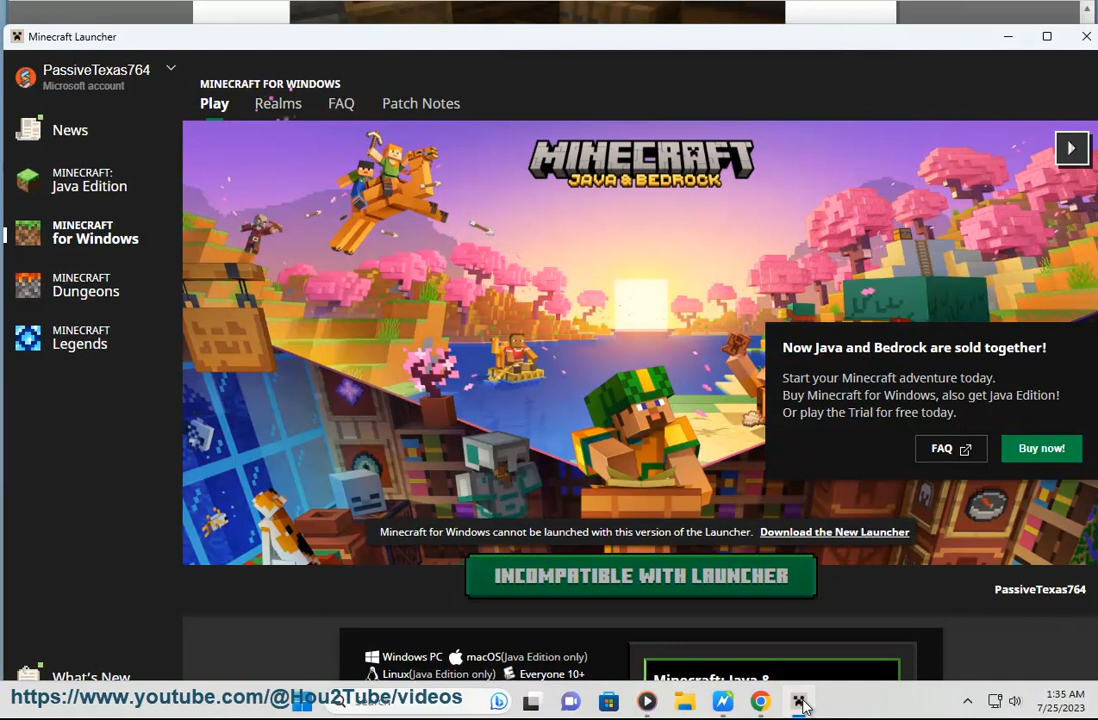 Minecraft Launcher
PassiveTexas764
Microsoft account
News
MINECRAFT:
Java Edition
MINECRAFT
for Windows
MINECRAFT
Dungeons
MINECRAFT
Legends
What's New
MINECRAFT FOR WINDOWS
Play Realms FAQ Patch Notes
MINECRAFT
JAVA & BEDROCK
Now Java and Bedrock are sold together!
Start your Minecraft adventure today.
Buy Minecraft for Windows, also get Java Edition!
Or play the Trial for free today.
FAQ
Buy now!
Minecraft for Windows cannot be launched with this version of the Launcher. Download the New Launcher
INCOMPATIBLE WITH LAUNCHER
PassiveTexas764
Windows PC macOS(Java Edition only)
Linux(Java Edition only) Everyone 10+
Minecraft: Java &
https://www.youtube.com/@Hou2Tube/videos
Search
1:35 AM
7/25/2023